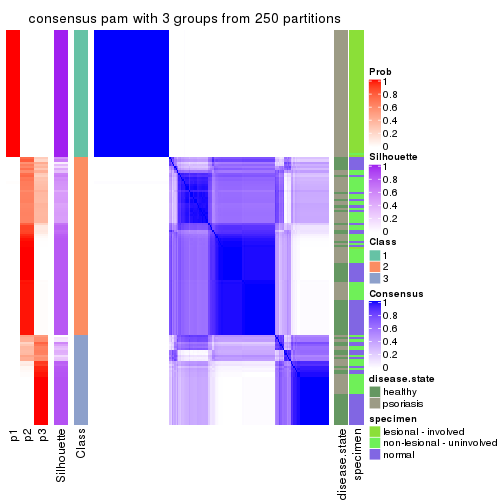 consensus pam with 3 groups from 250 partitions
p1
p2
p3
Silhouette
Class
disease.state
specimen
Prob
1
0.8
0.6
0.4
0.2
0
Silhouette
1
0.8
0.6
0.4
0.2
0
Class
1
2
3
Consensus
1
0.8
0.6
0.4
0.2
0
disease.state
healthy
psoriasis
specimen
lesional - involved
non-lesional - uninvolved
normal